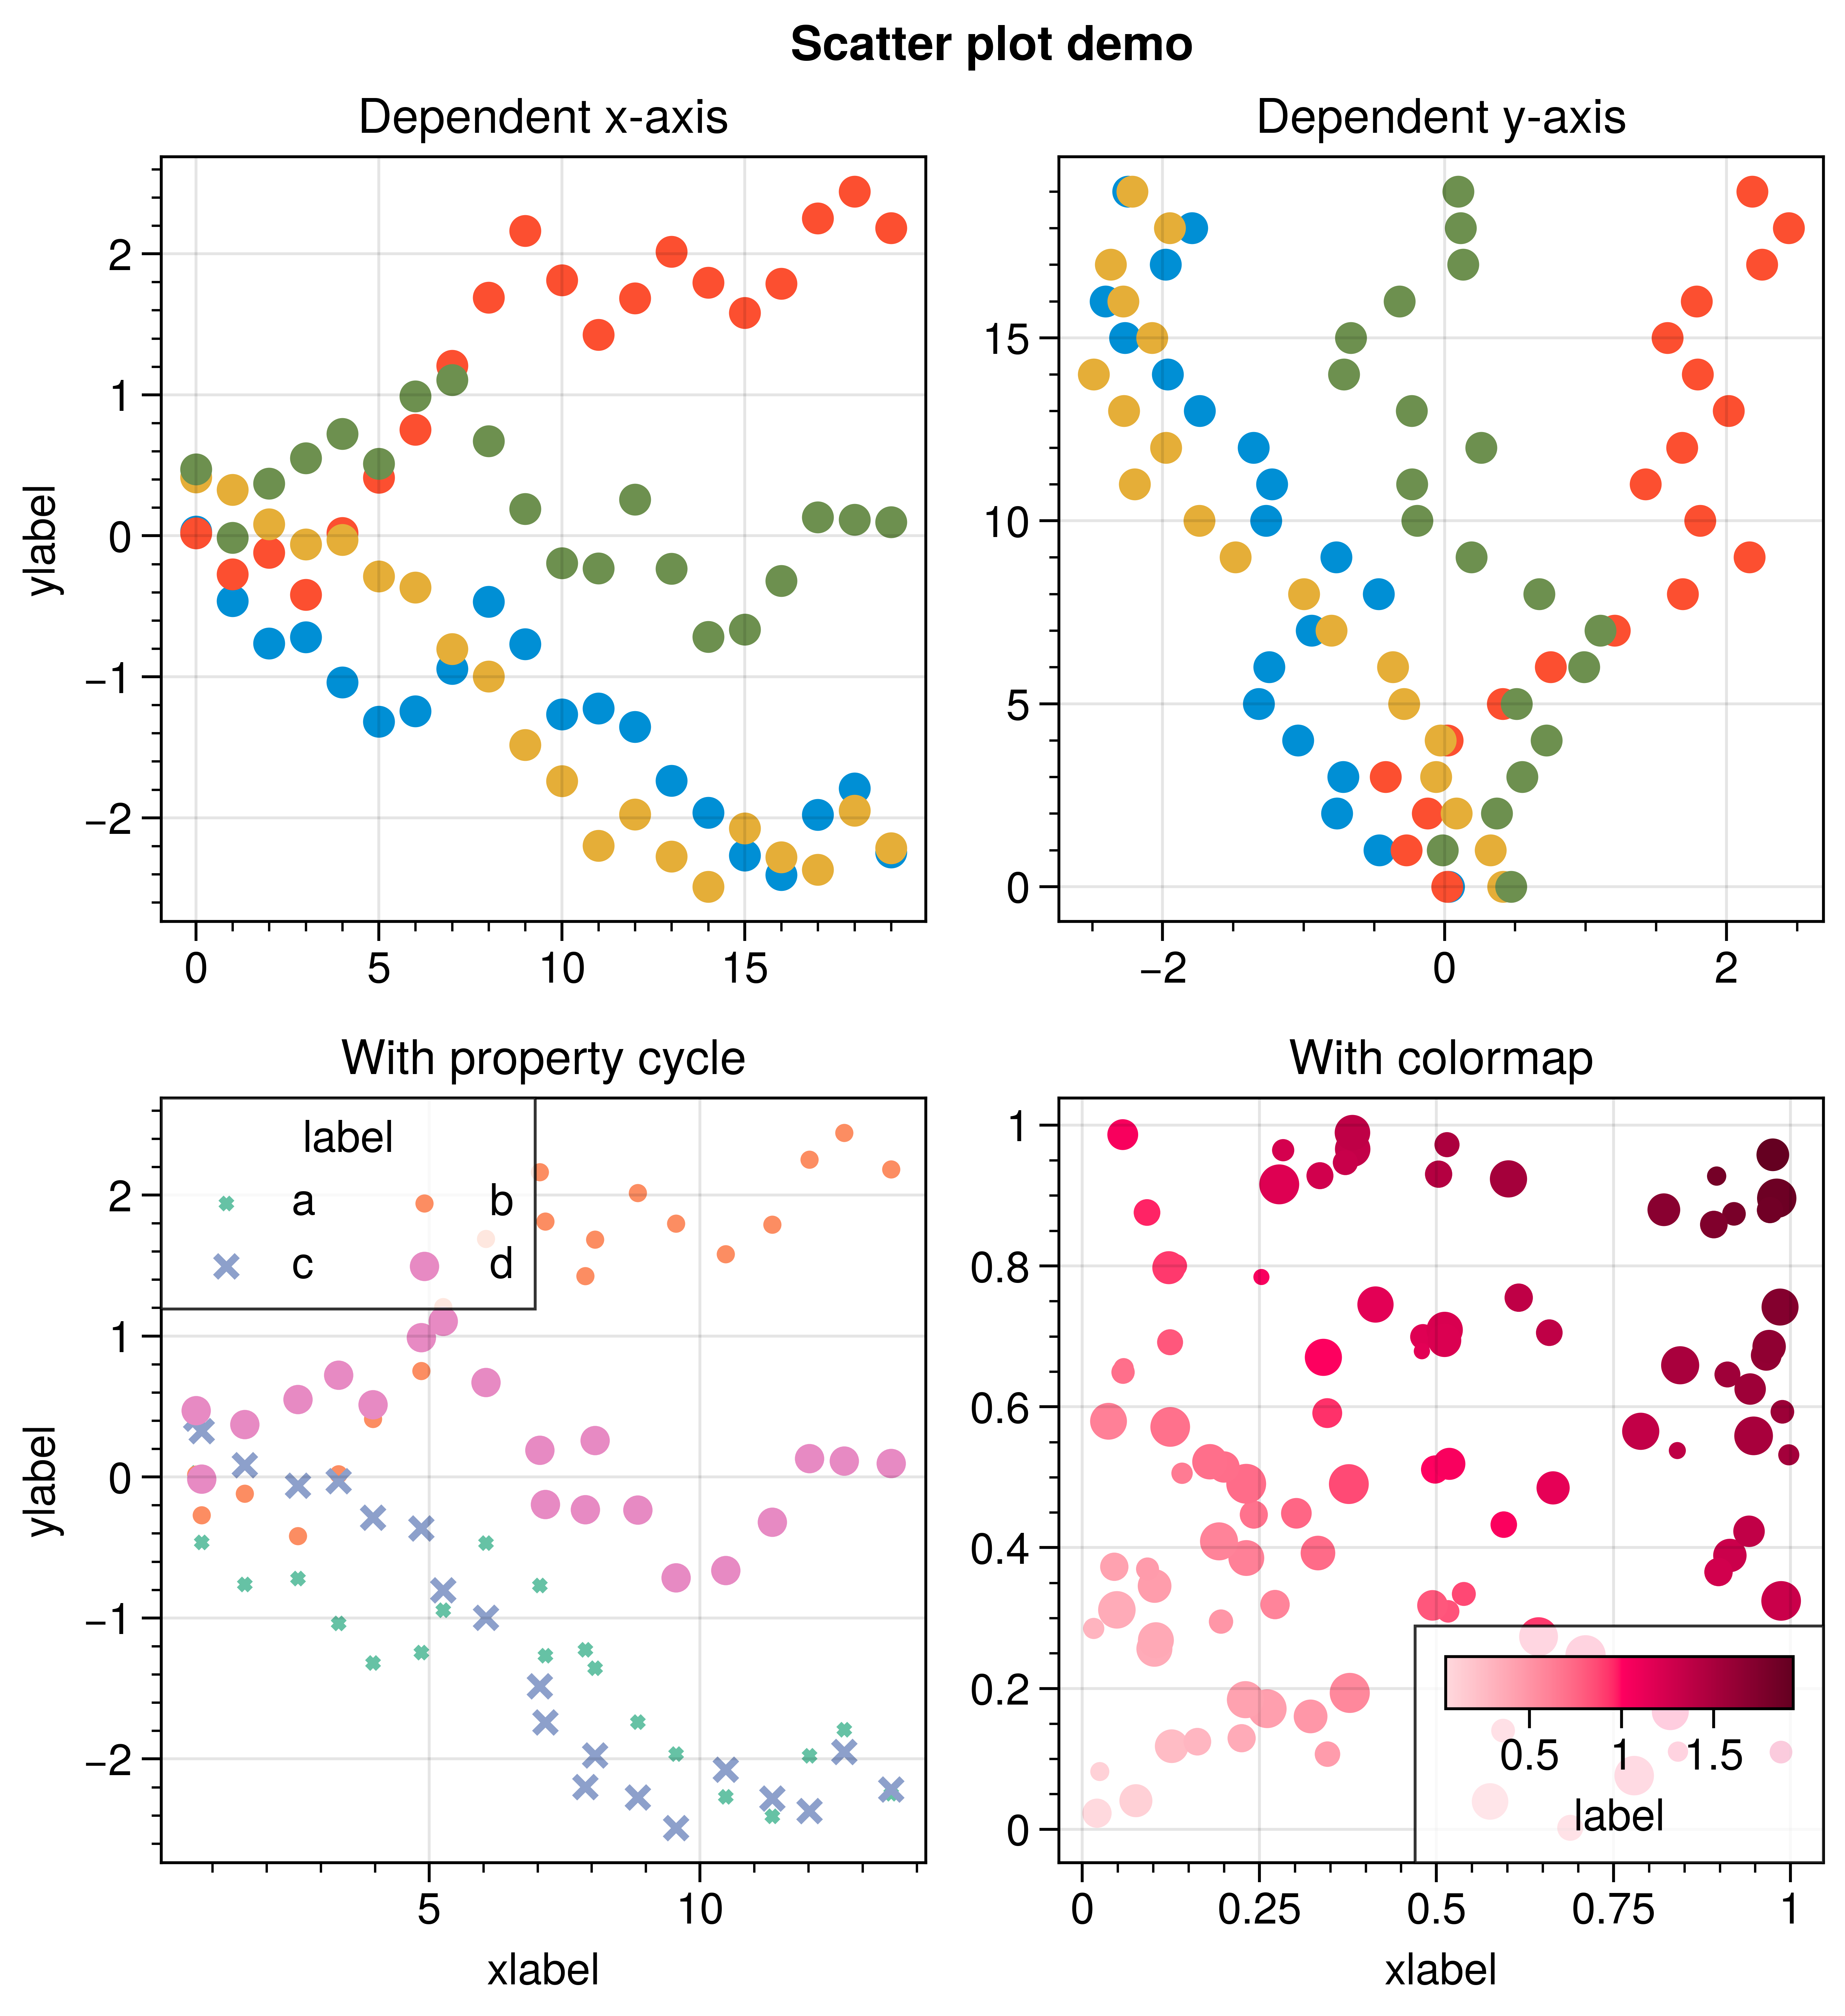 Scatter plot demo
Dependent x-axis
Dependent y-axis
2
1
0
−1
−2
ylabel
0 5 10 15
15
10
5
0
−2 0 2
With property cycle
With colormap
label
a b
c d
2
1
0
−1
−2
ylabel
5 10
xlabel
1
0.8
0.6
0.4
0.2
0
0.5 1 1.5
label
0 0.25 0.5 0.75 1
xlabel